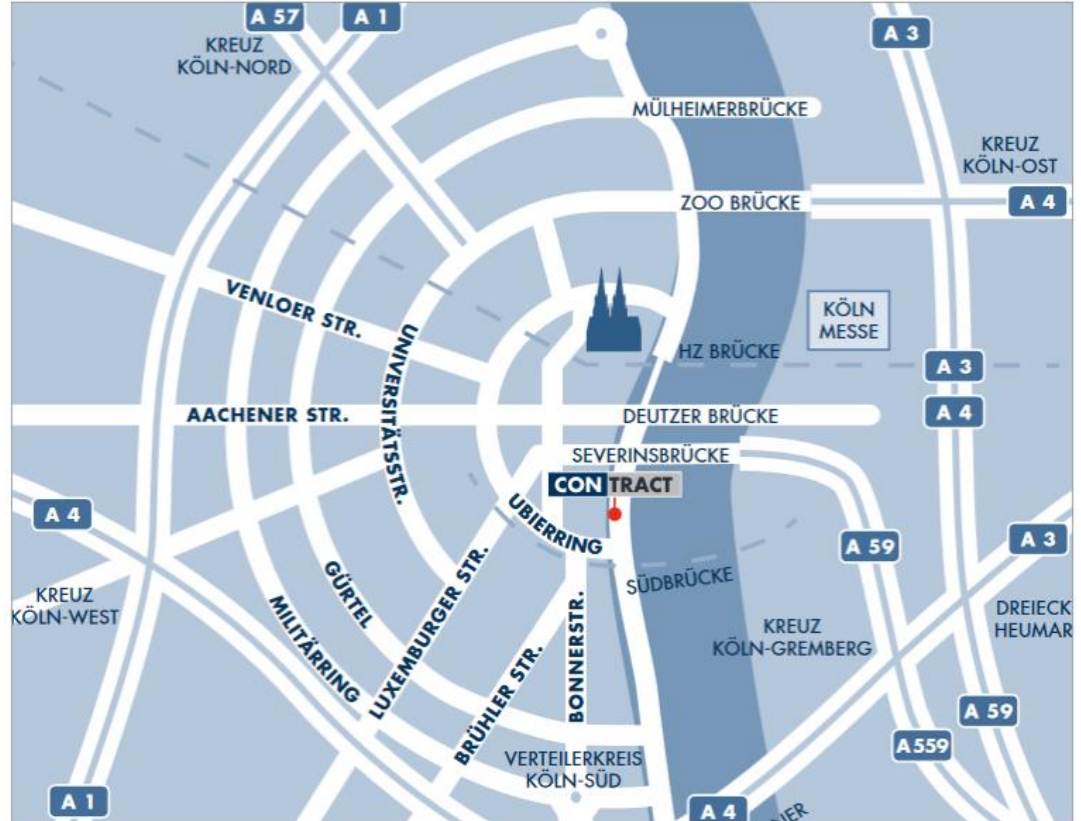 A 57
A 1
A 3
KREUZ
KÖLN-NORD
MÜLHEIMERBRÜCKE
KREUZ
KÖLN-OST
ZOO BRÜCKE
A 4
VENLOER STR.
KÖLN
MESSE
UNIVERSITÄTSSTR.
HZ BRÜCKE
A 3
AACHENER STR.
DEUTZER BRÜCKE
A 4
SEVERINSBRÜCKE
CONTRACT
A 4
UBIERRING
A 59
A 3
KREUZ
KÖLN-WEST
GÜRTEL
SÜDBRÜCKE
MILITÄRRING
LUXEMBURGER STR.
KREUZ
KÖLN-GREMBERG
DREIECK
HEUMAR
BRÜHLER STR.
BONNERSTR.
A 59
A 559
VERTEILERKREIS
KÖLN-SÜD
A 1
A 4